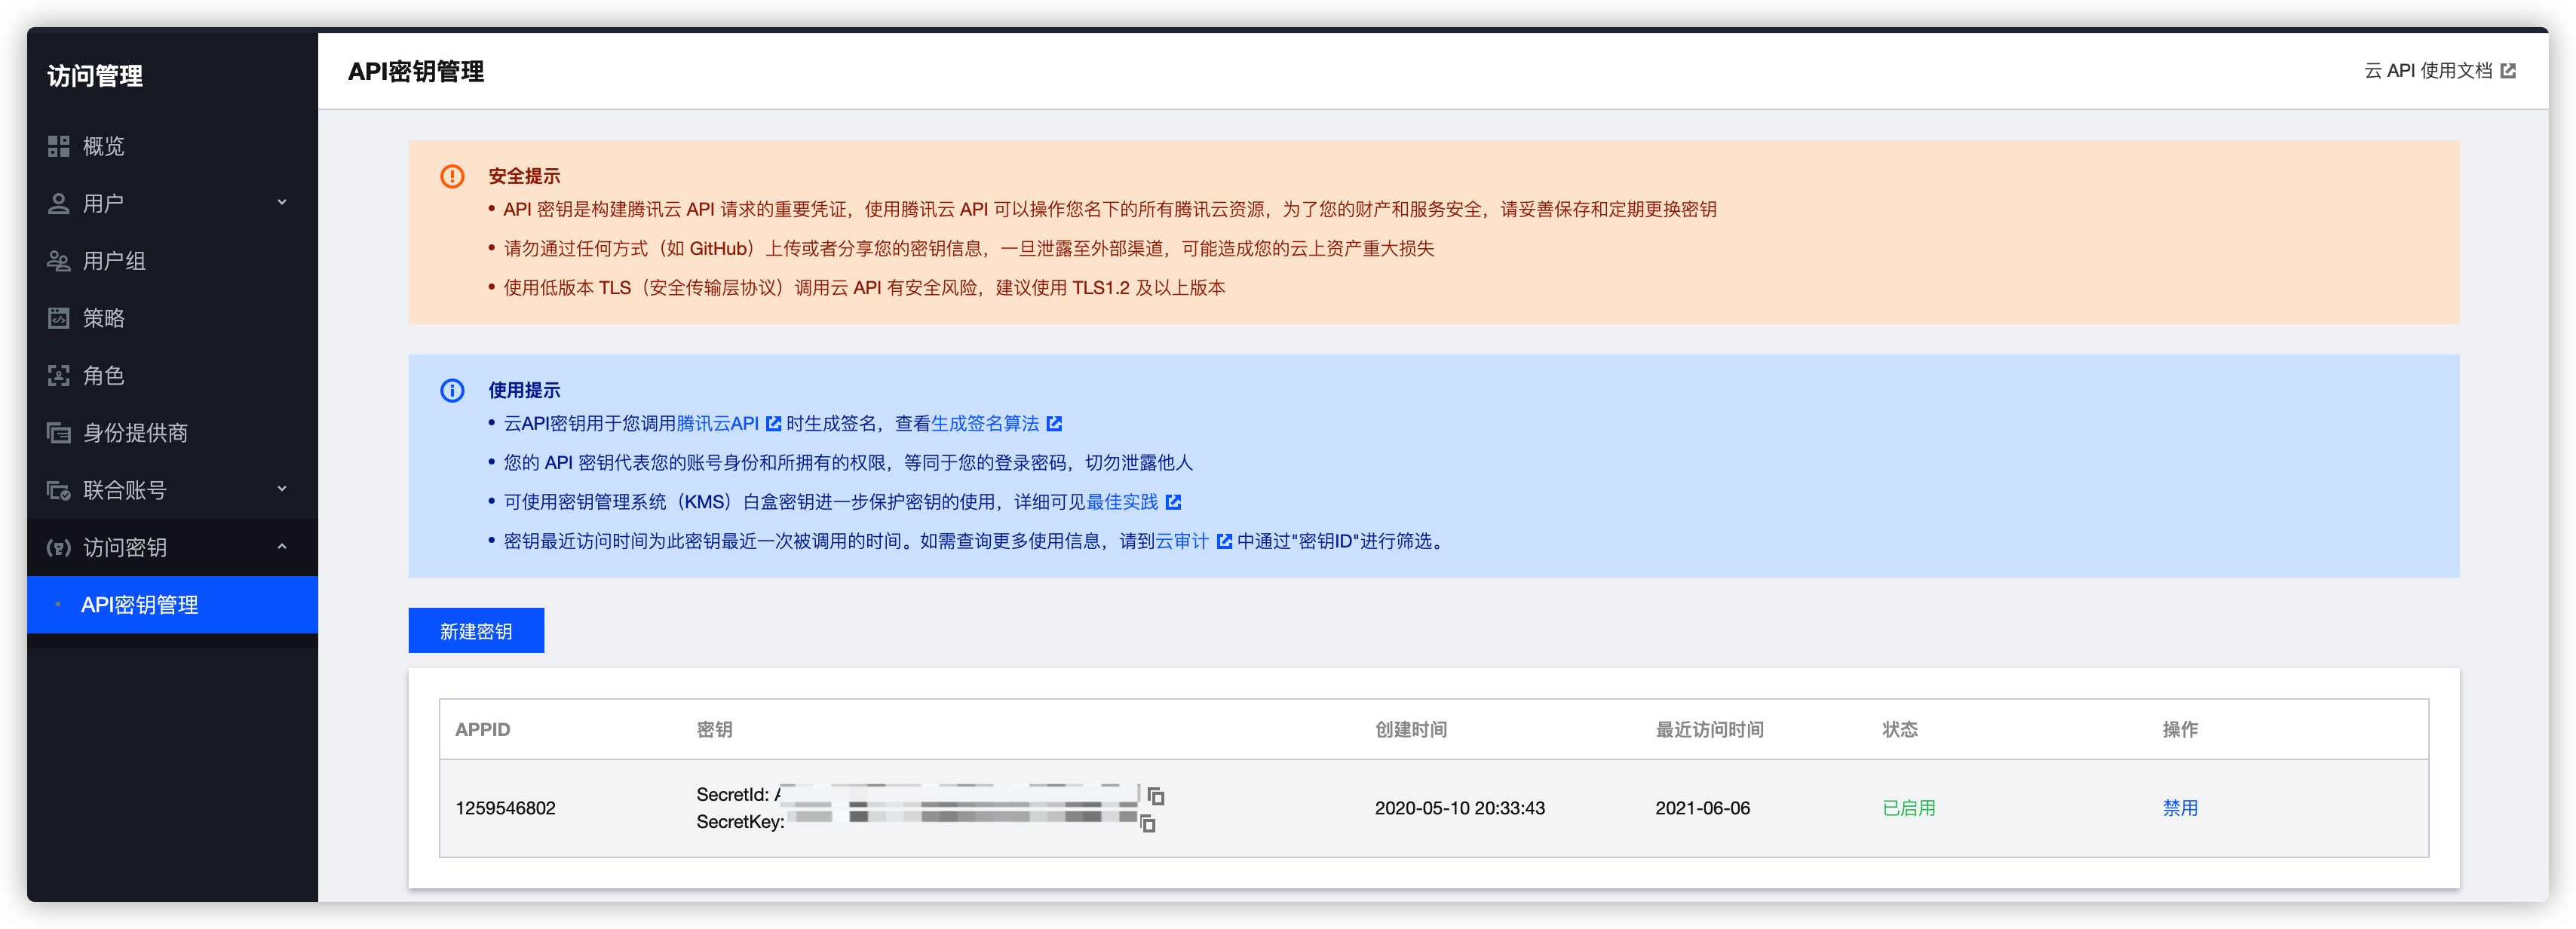 访问管理
概览
用户
用户组
策略
角色
身份提供商
联合账号
访问密钥
API密钥管理
API密钥管理
云 API 使用文档
安全提示
• API 密钥是构建腾讯云 API 请求的重要凭证，使用腾讯云 API 可以操作您名下的所有腾讯云资源，为了您的财产和服务安全，请妥善保存和定期更换密钥
• 请勿通过任何方式（如 GitHub）上传或者分享您的密钥信息，一旦泄露至外部渠道，可能造成您的云上资产重大损失
• 使用低版本 TLS（安全传输层协议）调用云 API 有安全风险，建议使用 TLS1.2 及以上版本
使用提示
• 云API密钥用于您调用腾讯云API 时生成签名，查看生成签名算法
• 您的 API 密钥代表您的账号身份和所拥有的权限，等同于您的登录密码，切勿泄露他人
• 可使用密钥管理系统（KMS）白盒密钥进一步保护密钥的使用，详细可见最佳实践
• 密钥最近访问时间为此密钥最近一次被调用的时间。如需查询更多使用信息，请到云审计 中通过"密钥ID"进行筛选。
新建密钥
APPID 密钥 创建时间 最近访问时间 状态 操作
SecretId:
1259546802 2020-05-10 20:33:43 2021-06-06 已启用 禁用
SecretKey: